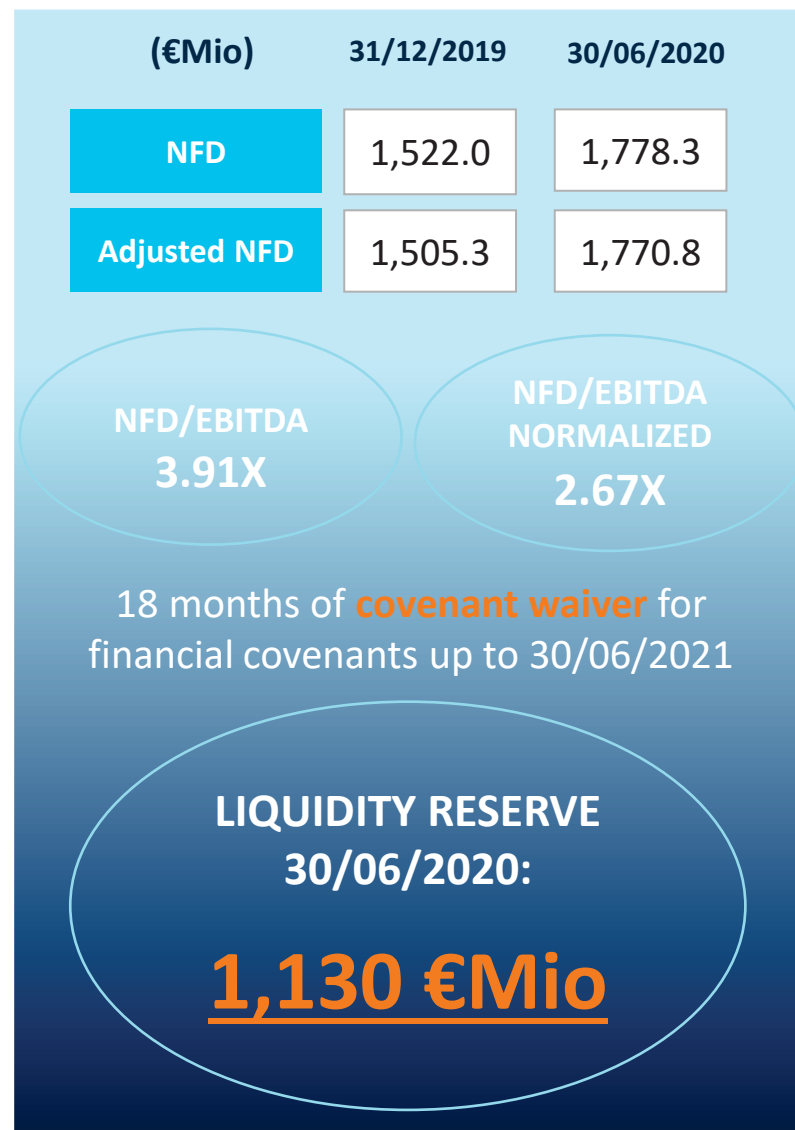 (€Mio) 31/12/2019 30/06/2020
NFD 1,522.0 1,778.3
Adjusted NFD 1,505.3 1,770.8
NFD/EBITDA
3.91X
NFD/EBITDA
NORMALIZED
2.67X
18 months of covenant waiver for
financial covenants up to 30/06/2021
LIQUIDITY RESERVE
30/06/2020:
1,130 €Mio